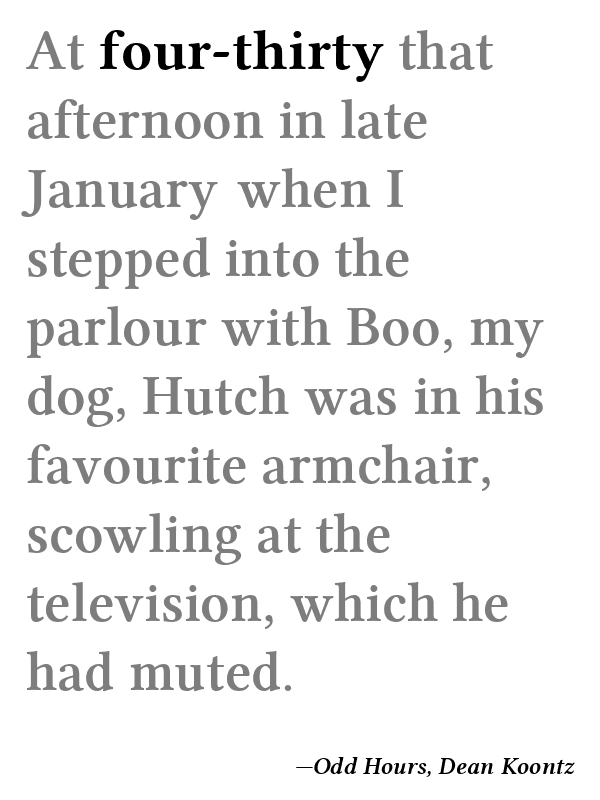 At four-thirty that
afternoon in late
January when I
stepped into the
parlour with Boo, my
dog, Hutch was in his
favourite armchair,
scowling at the
television, which he
had muted.
—Odd Hours, Dean Koontz